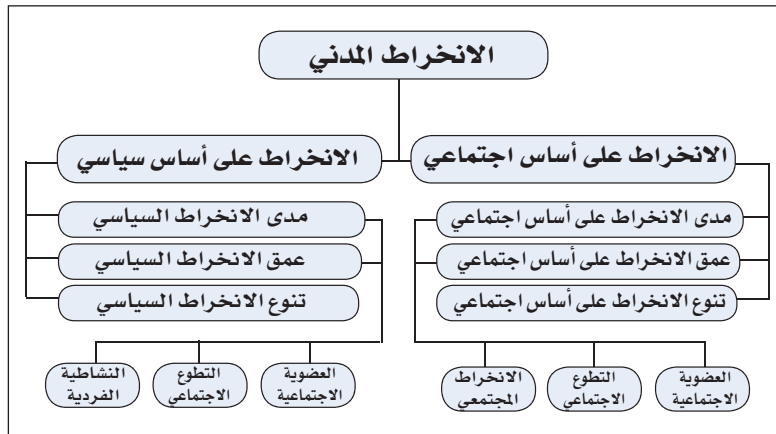 الانخراط المدني
الانخراط على أساس اجتماعي
الانخراط على أساس سياسي
مدى الانخراط على أساس اجتماعي
عمق الانخراط على أساس اجتماعي
تنوع الانخراط على أساس اجتماعي
مدى الانخراط السياسي
عمق الانخراط السياسي
تنوع الانخراط السياسي
العضوية
الاجتماعية
التطوع
الاجتماعي
الانخراط
المجتمعي
العضوية
الاجتماعية
التطوع
الاجتماعي
النشاطية
الفردية